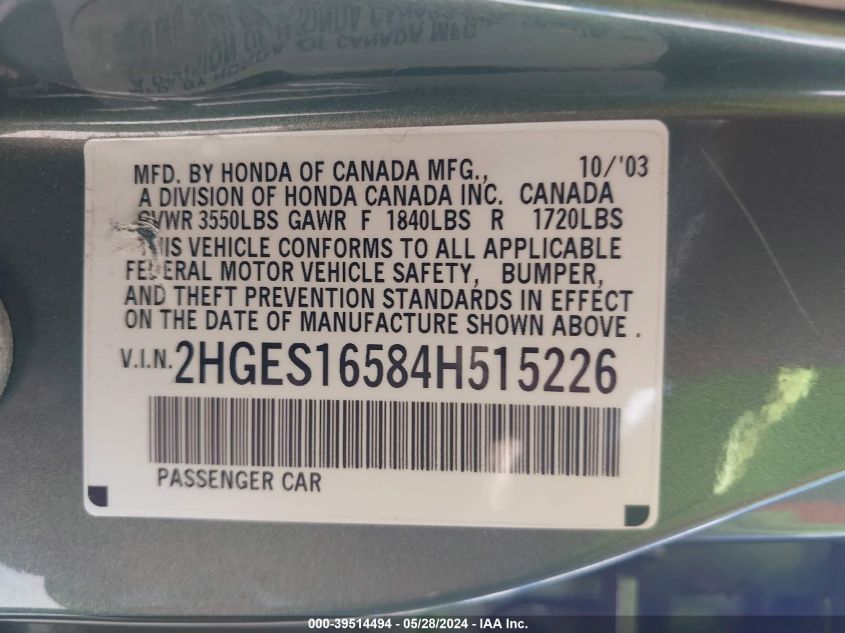 MFD. BY HONDA OF CANADA MFG., 10/'03
A DIVISION OF HONDA CANADA INC. CANADA
GVWR 3550LBS GAWR F 1840LBS R 1720LBS
THIS VEHICLE CONFORMS TO ALL APPLICABLE
FEDERAL MOTOR VEHICLE SAFETY, BUMPER,
AND THEFT PREVENTION STANDARDS IN EFFECT
ON THE DATE OF MANUFACTURE SHOWN ABOVE.
V.I.N. 2HGES16584H515226
PASSENGER CAR
000-39514494 - 05/28/2024 - IAA Inc.